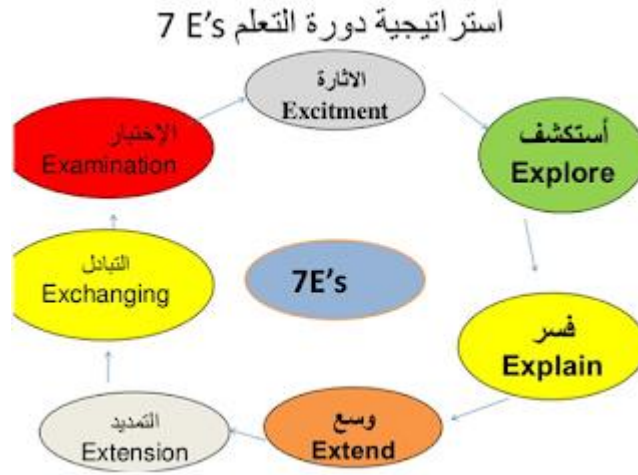 استراتيجية دورة التعلم 7 E's
الاثارة
Excitment
أستكشف
Explore
فسر
Explain
وسع
Extend
التمديد
Extension
التبادل
Exchanging
الإختبار
Examination
7E's